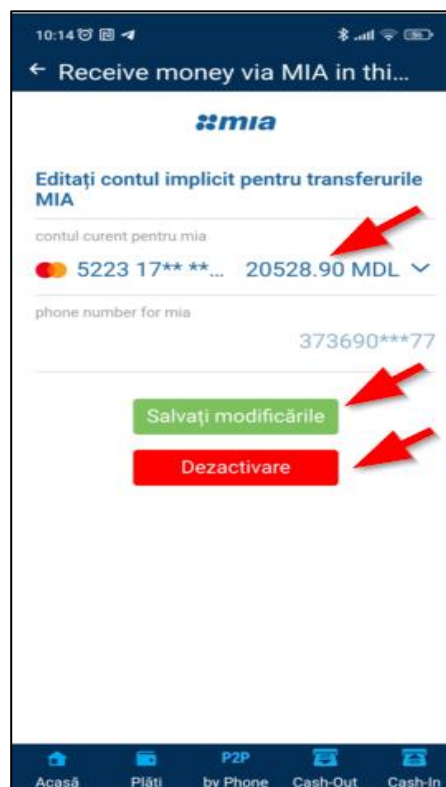 10:14
← Receive money via MIA in thi...
mia
Editați contul implicit pentru transferurile
MIA
contul curent pentru mia
5223 17** **... 20528.90 MDL
phone number for mia
373690***77
Salvați modificările
Dezactivare
Acasă Plăți P2P by Phone Cash-Out Cash-In